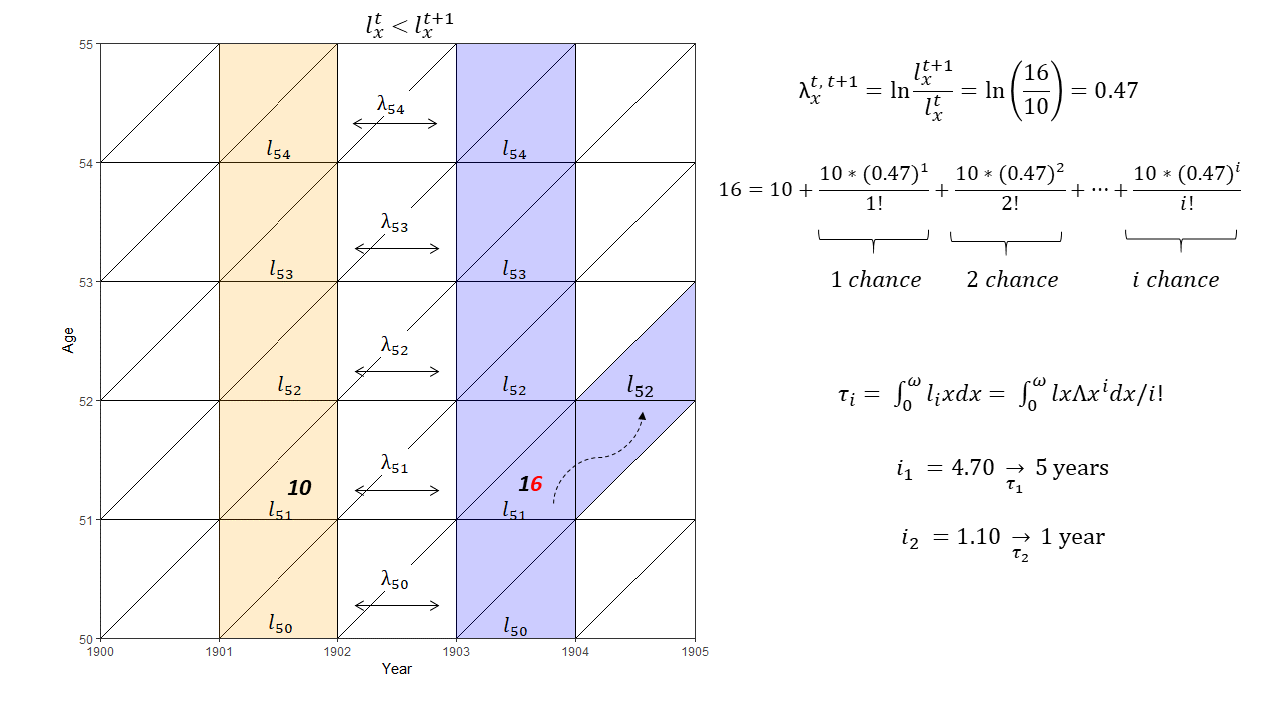 l_x^t < l_x^{t+1}
55
λ_54
l_54 l_54
54
λ_53
l_53 l_53
53
λ_52
l_52 l_52 l_52
52
λ_51
10 16
l_51 l_51
51
λ_50
l_50 l_50
50
1900 1901 1902 1903 1904 1905
Age
Year
λ_x^{t, t+1} = ln l_x^{t+1}/l_x^t = ln(16/10) = 0.47
16 = 10 + 10 * (0.47)^1/1! + 10 * (0.47)^2/2! + ⋯ + 10 * (0.47)^i/i!
1 chance 2 chance i chance
τ_i = ∫_0^ω l_i xdx = ∫_0^ω lxΛx^i dx/i!
i_1 = 4.70 →_{τ_1} 5 years
i_2 = 1.10 →_{τ_2} 1 year